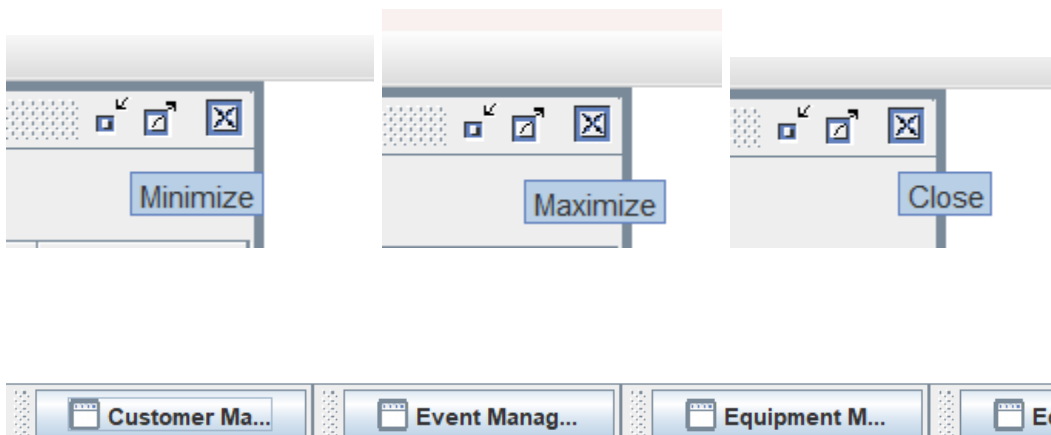 Minimize
Maximize
Close
Customer Ma...
Event Manag...
Equipment M...